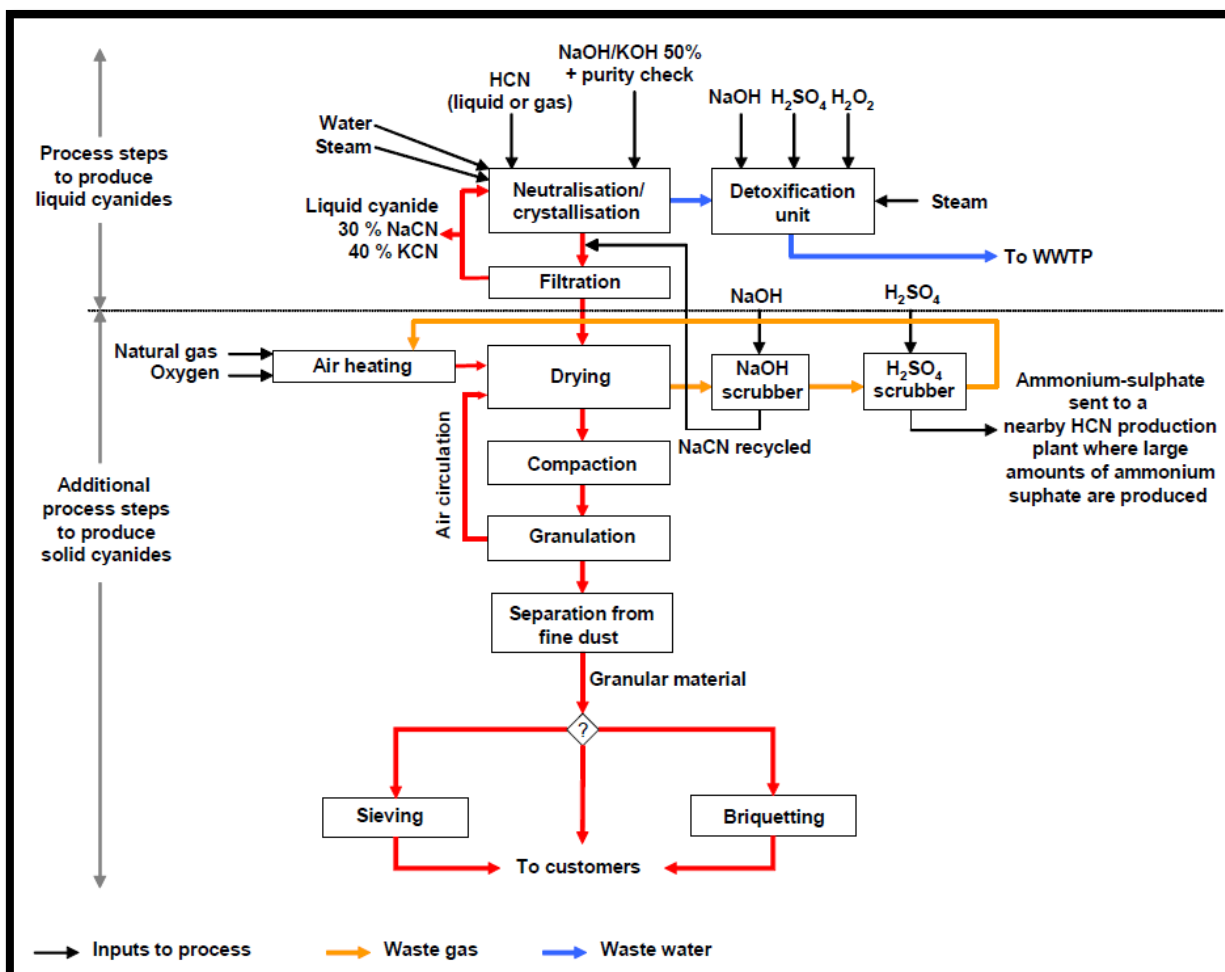 NaOH/KOH 50%
+ purity check
HCN
(liquid or gas)
NaOH H₂SO₄ H₂O₂
Water
Steam
Process steps
to produce
liquid cyanides
Neutralisation/
crystallisation
Detoxification
unit
Steam
Liquid cyanide
30 % NaCN
40 % KCN
To WWTP
Filtration
NaOH
H₂SO₄
Natural gas
Oxygen
Air heating
Drying
NaOH
scrubber
H₂SO₄
scrubber
Ammonium-sulphate
sent to a
nearby HCN production
plant where large
amounts of ammonium
suphate are produced
NaCN recycled
Air circulation
Compaction
Additional
process steps
to produce
solid cyanides
Granulation
Separation from
fine dust
Granular material
?
Sieving
Briquetting
To customers
Inputs to process
Waste gas
Waste water